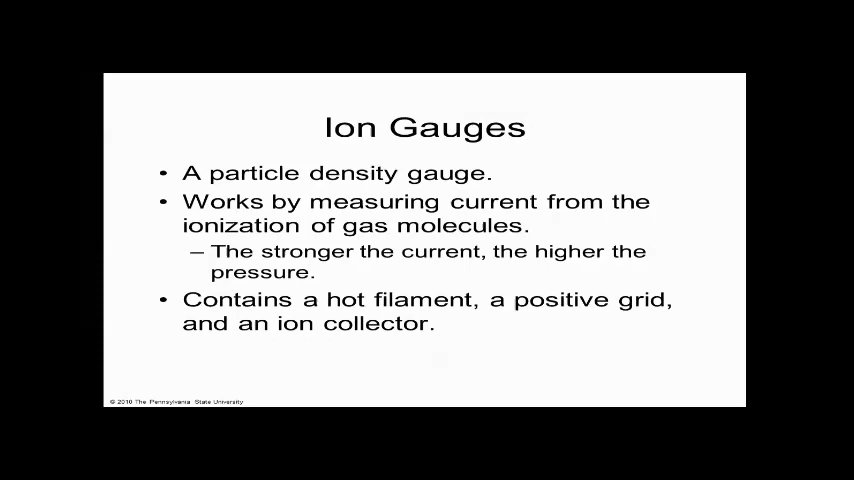 Ion Gauges
• A particle density gauge.
• Works by measuring current from the
ionization of gas molecules.
– The stronger the current, the higher the
pressure.
• Contains a hot filament, a positive grid,
and an ion collector.
© 2010 The Pennsylvania State University